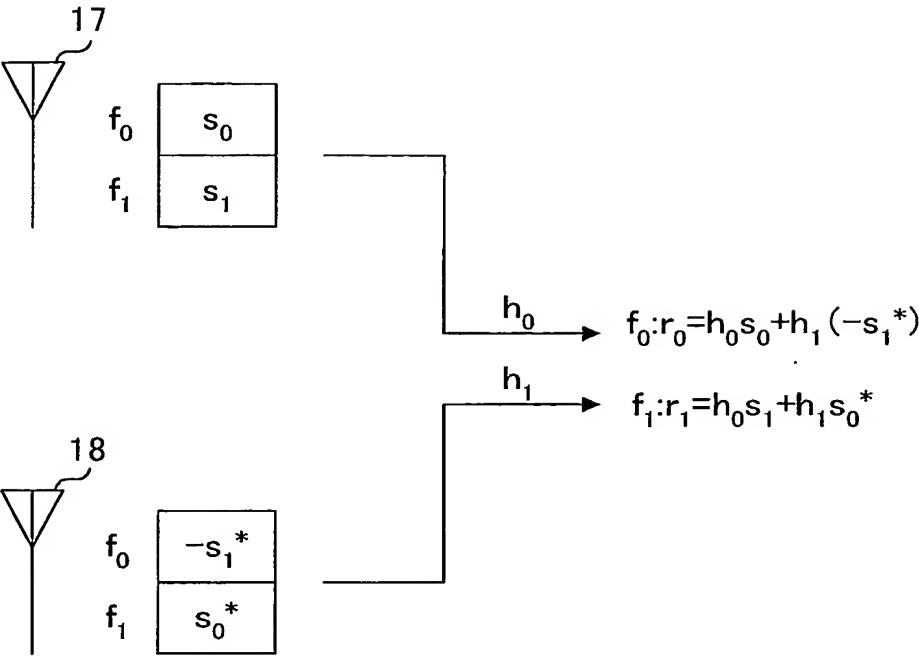 17
f₀ s₀
f₁ s₁
h₀
f₀:r₀=h₀s₀+h₁(-s₁*)
h₁
f₁:r₁=h₀s₁+h₁s₀*
18
f₀ -s₁*
f₁ s₀*